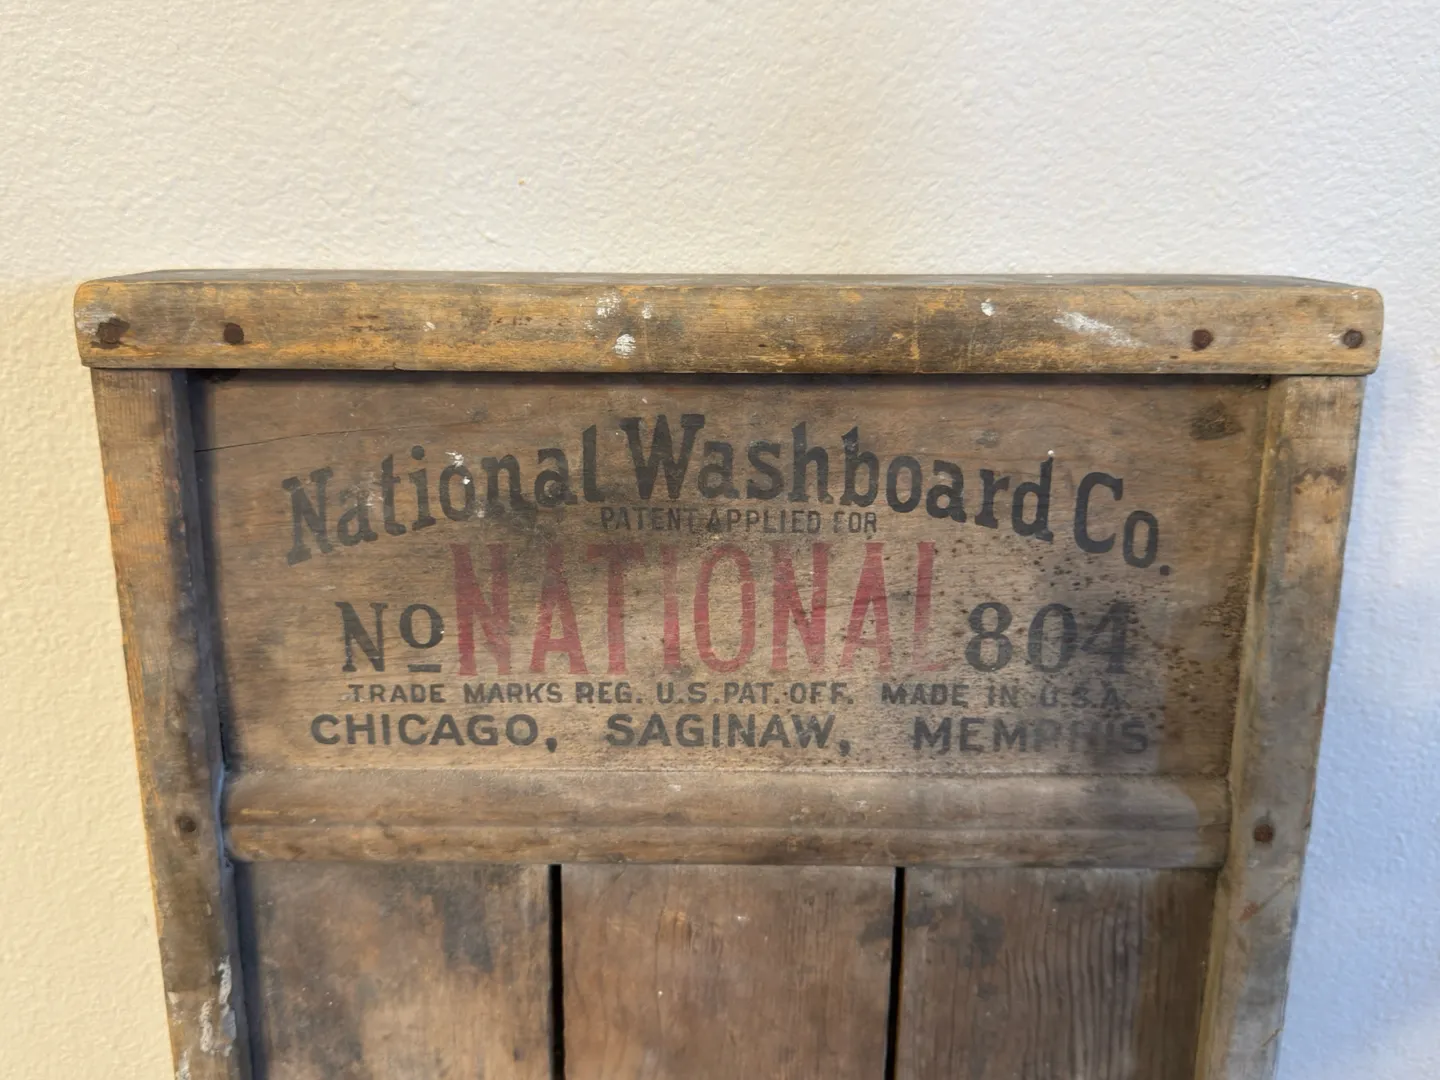 National Washboard Co.
PATENT APPLIED FOR
No NATIONAL 804
TRADE MARKS REG. U.S. PAT. OFF. MADE IN U.S.A.
CHICAGO, SAGINAW, MEMPHIS